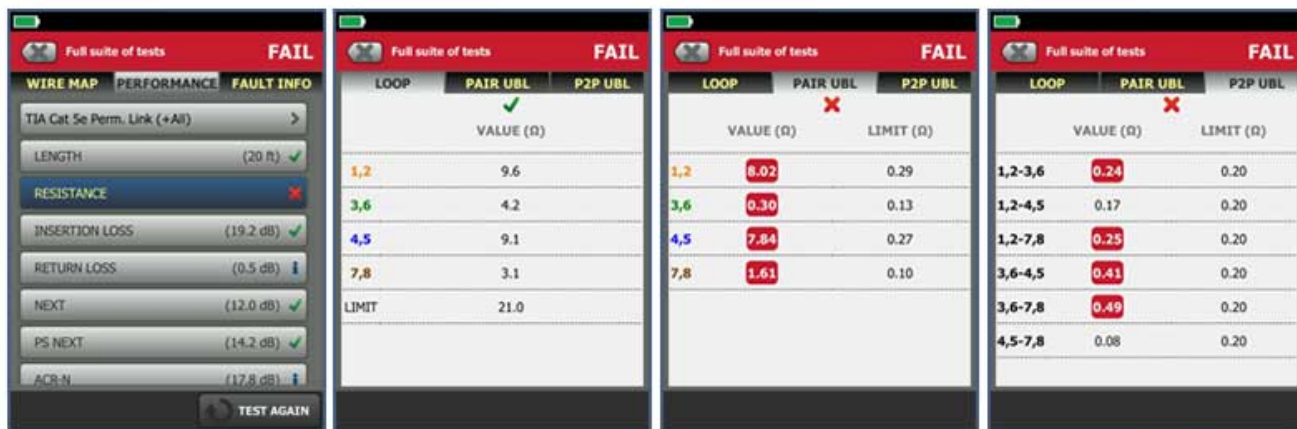 Full suite of tests FAIL
WIRE MAP PERFORMANCE FAULT INFO
TIA Cat 5e Perm. Link (+All) >
LENGTH (20 ft)
RESISTANCE
INSERTION LOSS (19.2 dB)
RETURN LOSS (0.5 dB) i
NEXT (12.0 dB)
PS NEXT (14.2 dB)
ACR-N (17.8 dB) i
TEST AGAIN
Full suite of tests FAIL
LOOP PAIR UBL P2P UBL
VALUE (Ω)
1,2 9.6
3,6 4.2
4,5 9.1
7,8 3.1
LIMIT 21.0
Full suite of tests FAIL
LOOP PAIR UBL P2P UBL
VALUE (Ω) LIMIT (Ω)
1,2 8.02 0.29
3,6 0.30 0.13
4,5 7.84 0.27
7,8 1.61 0.10
Full suite of tests FAIL
LOOP PAIR UBL P2P UBL
VALUE (Ω) LIMIT (Ω)
1,2-3,6 0.24 0.20
1,2-4,5 0.17 0.20
1,2-7,8 0.25 0.20
3,6-4,5 0.41 0.20
3,6-7,8 0.49 0.20
4,5-7,8 0.08 0.20